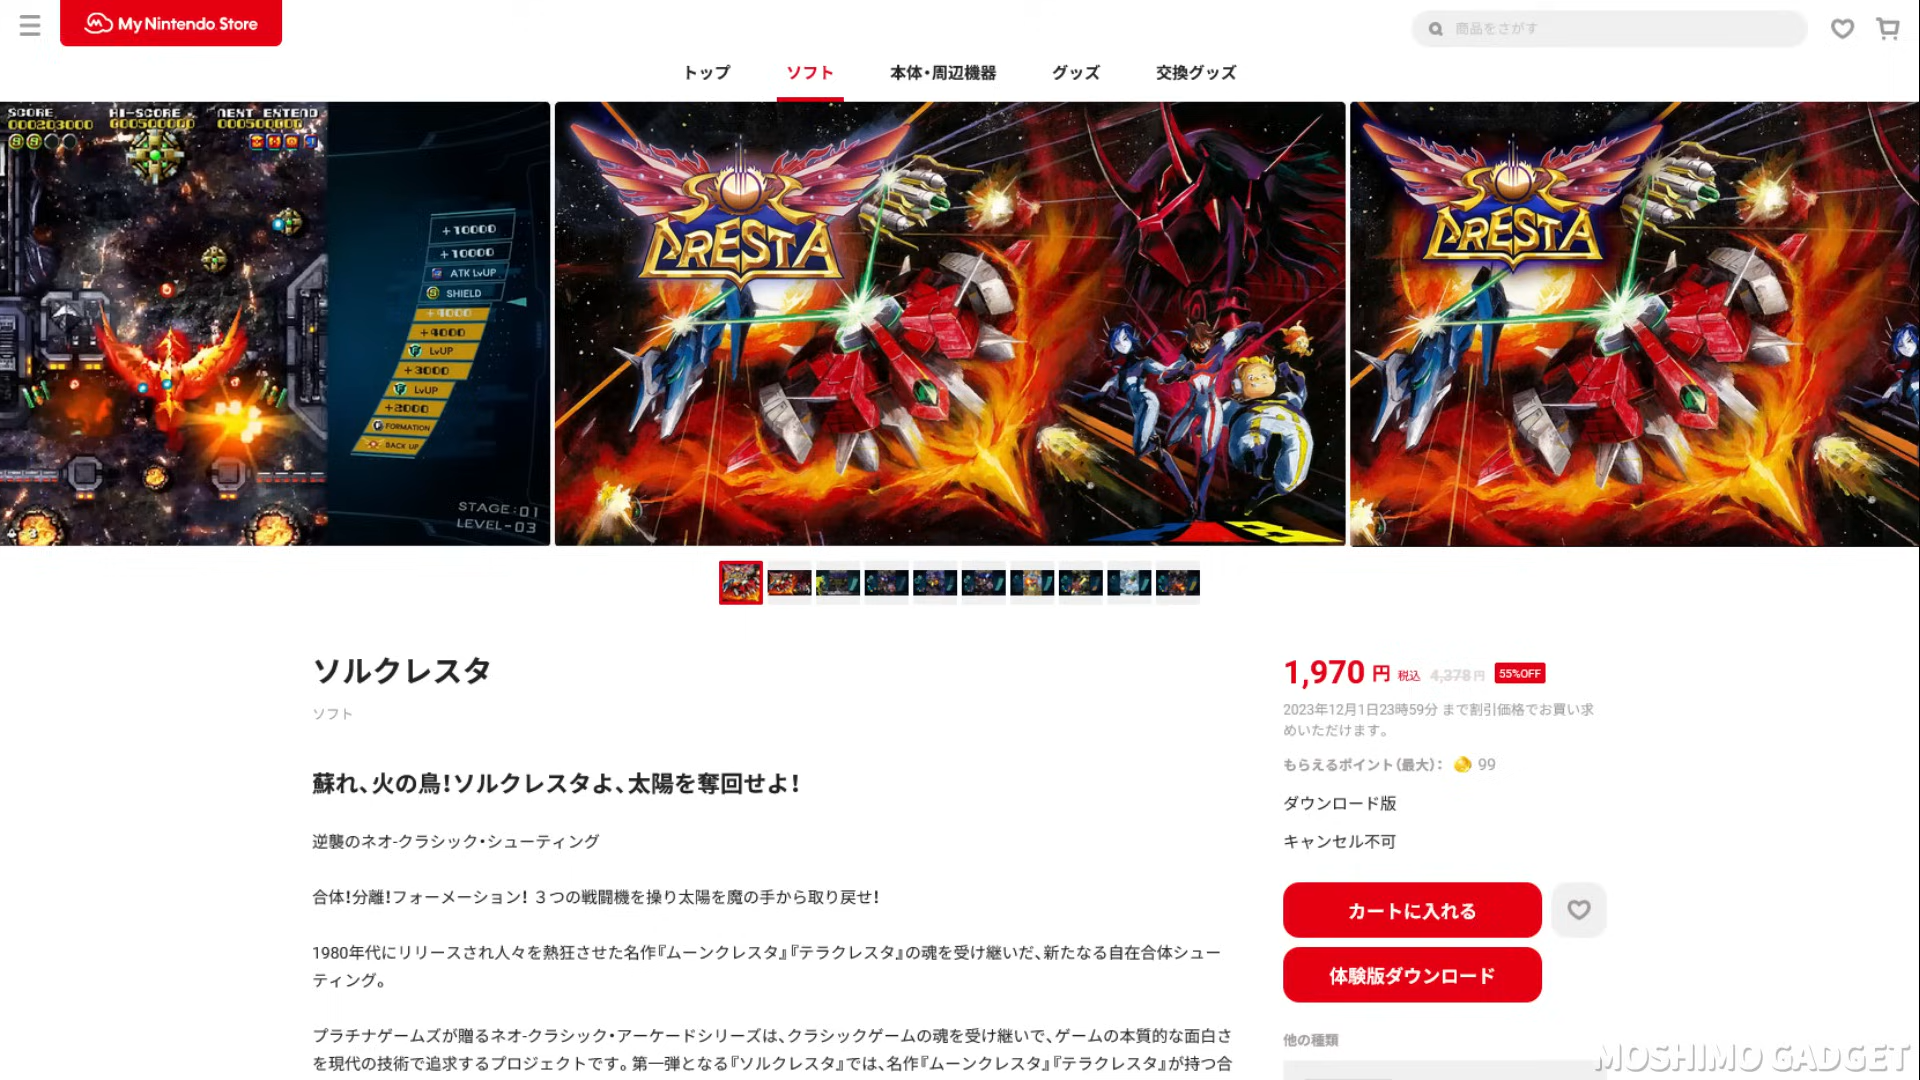 My Nintendo Store
商品をさがす
トップ
ソフト
本体・周辺機器
グッズ
交換グッズ
SCORE
000203000
HI-SCORE
000500000
NEXT EXTEND
000500000
+10000
+10000
ATK LvUP
SHIELD
+4000
+4000
LvUP
+3000
LvUP
+2000
FORMATION
BACK UP
STAGE:01
LEVEL-03
SOL
CRESTA
SOL
CRESTA
ソルクレスタ
ソフト
蘇れ、火の鳥！ソルクレスタよ、太陽を奪回せよ！
逆襲のネオ-クラシック・シューティング
合体！分離！フォーメーション！ ３つの戦闘機を操り太陽を魔の手から取り戻せ！
1980年代にリリースされ人々を熱狂させた名作『ムーンクレスタ』『テラクレスタ』の魂を受け継いだ、新たなる自在合体シュー
ティング。
プラチナゲームズが贈るネオ-クラシック・アーケードシリーズは、クラシックゲームの魂を受け継いで、ゲームの本質的な面白さ
を現代の技術で追求するプロジェクトです。第一弾となる『ソルクレスタ』では、名作『ムーンクレスタ』『テラクレスタ』が持つ合
1,970 円 税込 4,378円 55%OFF
2023年12月1日23時59分 まで割引価格でお買い求
めいただけます。
もらえるポイント（最大）： 99
ダウンロード版
キャンセル不可
カートに入れる
体験版ダウンロード
他の種類
MOSHIMO GADGET